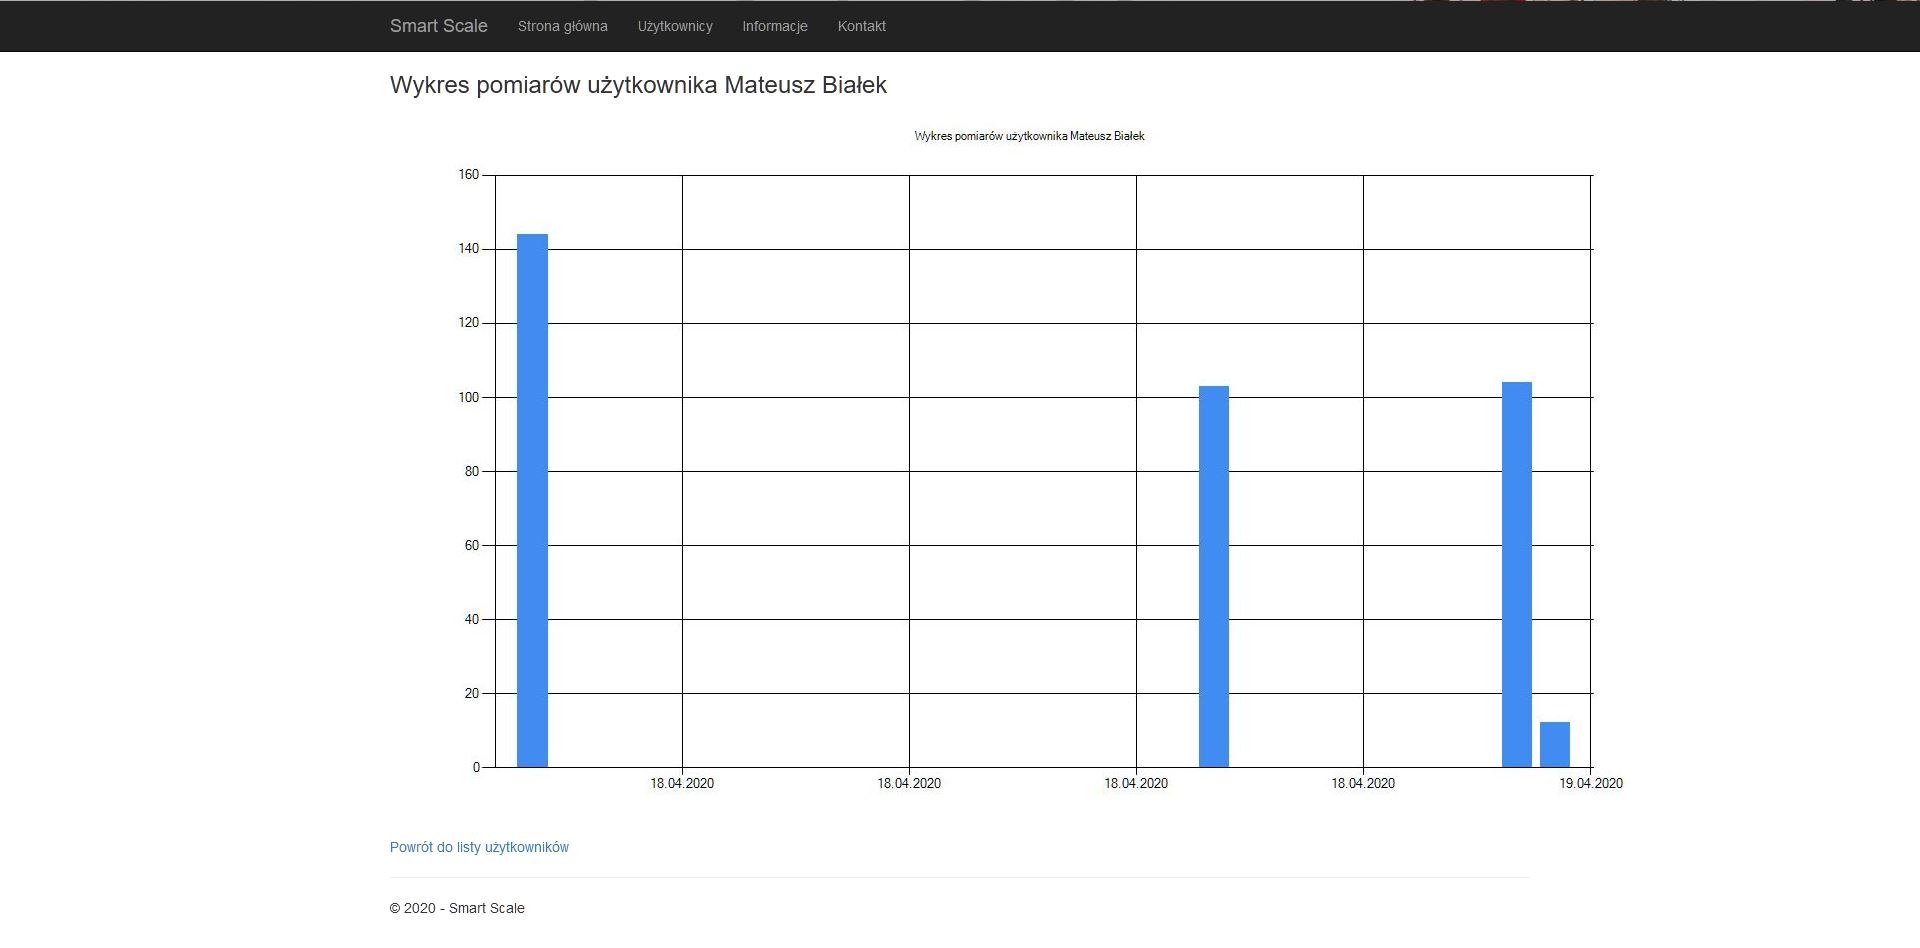 Smart Scale Strona główna Użytkownicy Informacje Kontakt
Wykres pomiarów użytkownika Mateusz Białek
Wykres pomiarów użytkownika Mateusz Białek
160
140
120
100
80
60
40
20
0
18.04.2020 18.04.2020 18.04.2020 18.04.2020 19.04.2020
Powrót do listy użytkowników
© 2020 - Smart Scale